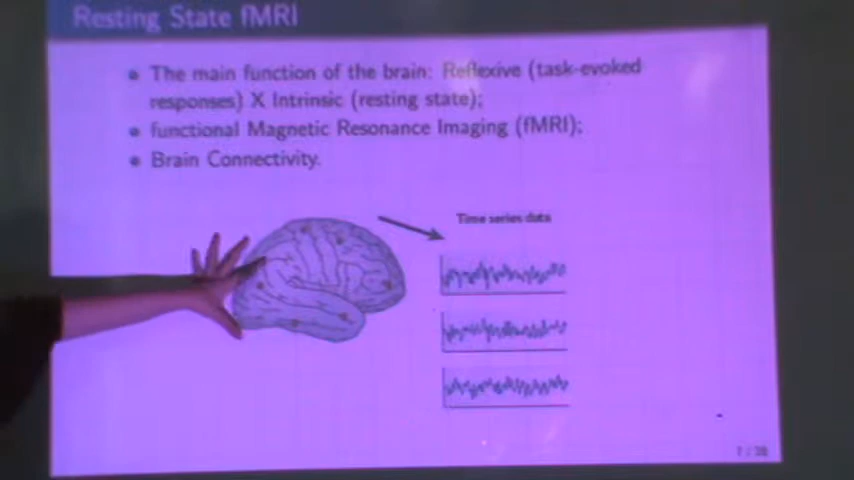 Resting State fMRI
The main function of the brain: Reflexive (task-evoked
responses) X Intrinsic (resting state);
functional Magnetic Resonance Imaging (fMRI);
Brain Connectivity.
Time series data